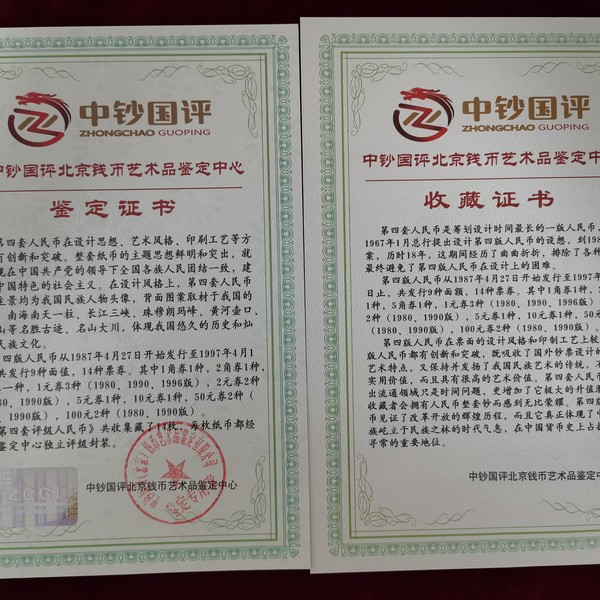 中钞国评
ZHONGCHAO GUOPING
中钞国评北京钱币艺术品鉴定中心
鉴定证书
第四套人民币在设计思想、艺术风格、印刷工艺等方
有创新和突破。整套纸币的主题思想鲜明和突出，就
现在中国共产党的领导下全国各族人民团结一致，建
中国特色的社会主义。在设计风格上，第四套人民币
主景均为我国民族人物头像，背面图案取材于我国的
、南海南天一柱、长江三峡、珠穆朗玛峰、黄河壶口、
山等名胜古迹、名山大川，体现我国悠久的历史和灿
民族文化。
四版人民币从1987年4月27日开始发行至1997年4月1
共发行9种面值，14种票券。其中1角券1种，2角券1种，
一种，1元券3种（1980、1990、1996版），2元券2种
80、1990版），5元券1种，10元券1种，50元券2种（
、1990版），100元2种（1980、1990版）。
第四套评级人民币》共收集藏了14枚，每枚纸币都经
鉴定中心独立评级封装。
中钞国评北京钱币艺术品鉴定中心
中钞国评
ZHONGCHAO GUOPING
中钞国评北京钱币艺术品鉴定中
收藏证书
第四套人民币是筹划设计时间最长的一版人民币，
1967年1月总行提出设计第四版人民币的设想，到198
案，历时18年，这期间经历了曲曲折折，排除了各种
最终避免了第四版人民币在设计上的困难。
第四版人民币从1987年4月27日开始发行至1997年
日止，共发行9种面额，14种票券。其中1角券1种，2
1种，5角券1种，1元券3种（1980、1990、1996版）
种（1980、1990版），5元券1种，10元券1种，50元
（1980、1990版），100元券2种（1980、1990版）。
第四版人民币在票面的设计风格和印制工艺上较
版人民币都有创新和突破，既吸收了国外钞票设计的
艺术特点，又保持并发扬了我国民族艺术的传统，不
实用价值，而且具有很高的艺术价值。第四套人民币
出流通领域只是时间问题，更增加了它极大的升值
收藏者会拥有人民币整套钞而感到无比荣耀。第四版
币见证了改革开放的辉煌历程，而且它真正体现了中
族屹立于民族之林的时代气息，在中国货币史上占据
寻常的重要地位。
中钞国评北京钱币艺术品鉴定中